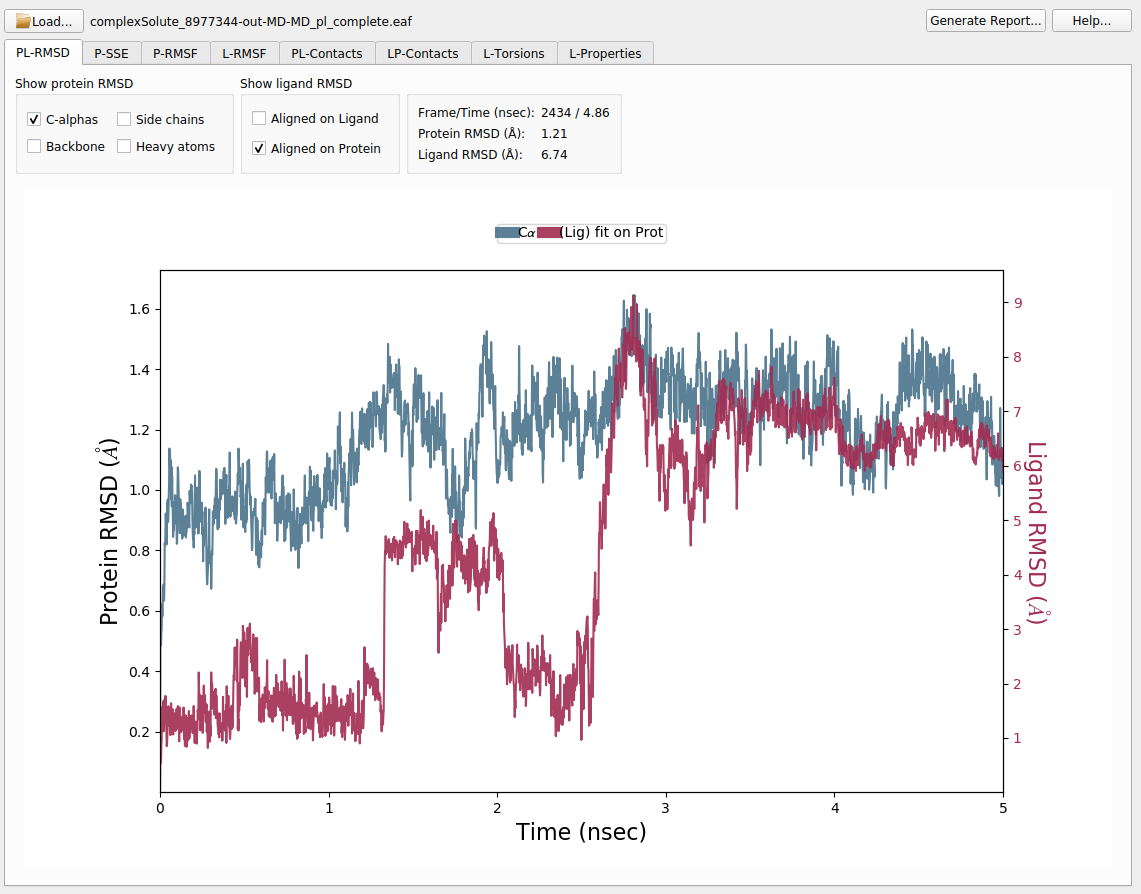 Load... complexSolute_8977344-out-MD-MD_pl_complete.eaf Generate Report... Help...
PL-RMSD P-SSE P-RMSF L-RMSF PL-Contacts LP-Contacts L-Torsions L-Properties
Show protein RMSD Show ligand RMSD
C-alphas Side chains
Backbone Heavy atoms
Aligned on Ligand
Aligned on Protein
Frame/Time (nsec): 2434 / 4.86
Protein RMSD (Å): 1.21
Ligand RMSD (Å): 6.74
Cα (Lig) fit on Prot
Protein RMSD (Å)
1.6
1.4
1.2
1.0
0.8
0.6
0.4
0.2
9
8
7
6
5
4
3
2
1
Ligand RMSD (Å)
0 1 2 3 4 5
Time (nsec)